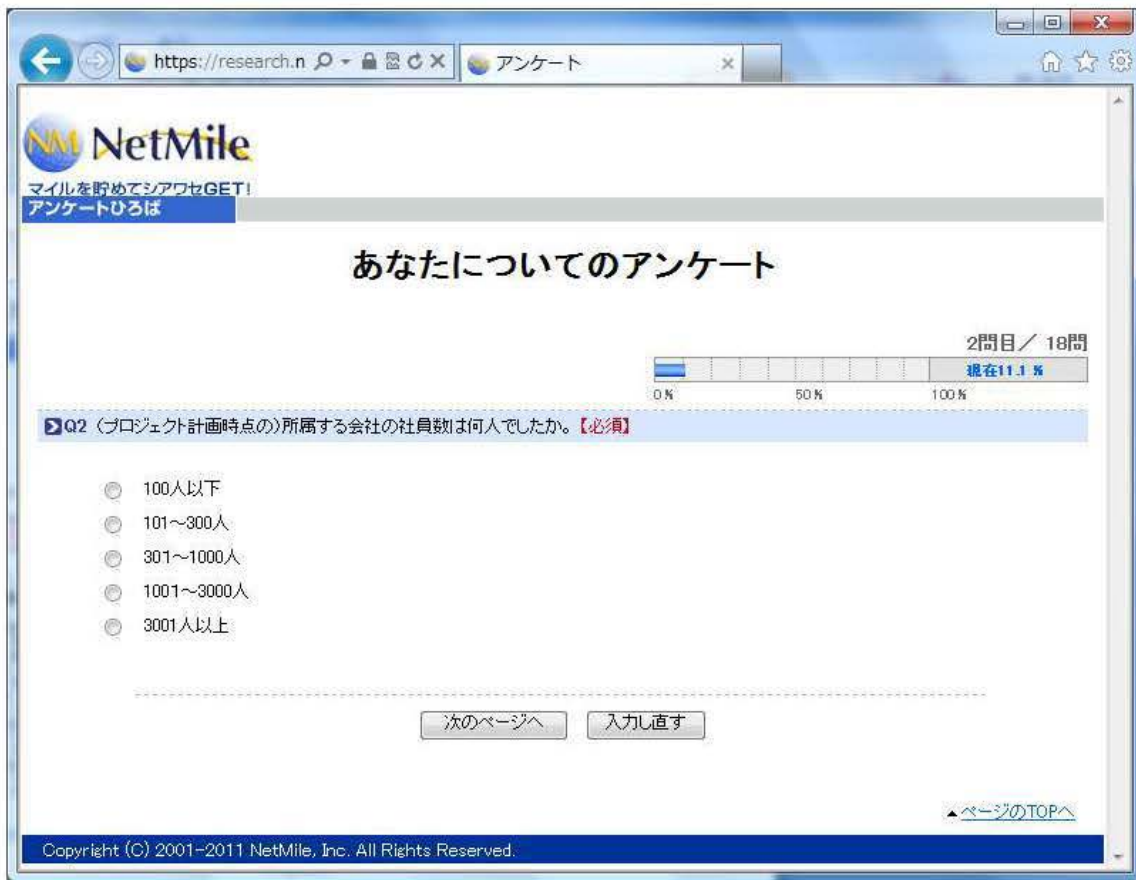 https://research.n
アンケート
NM NetMile
マイルを貯めてシアワセGET!
アンケートひろば
あなたについてのアンケート
2問目／ 18問
現在11.1 %
0% 50% 100%
Q2 （プロジェクト計画時点の）所属する会社の社員数は何人でしたか。【必須】
100人以下
101～300人
301～1000人
1001～3000人
3001人以上
次のページへ 入力し直す
▲ページのTOPへ
Copyright (C) 2001-2011 NetMile, Inc. All Rights Reserved.